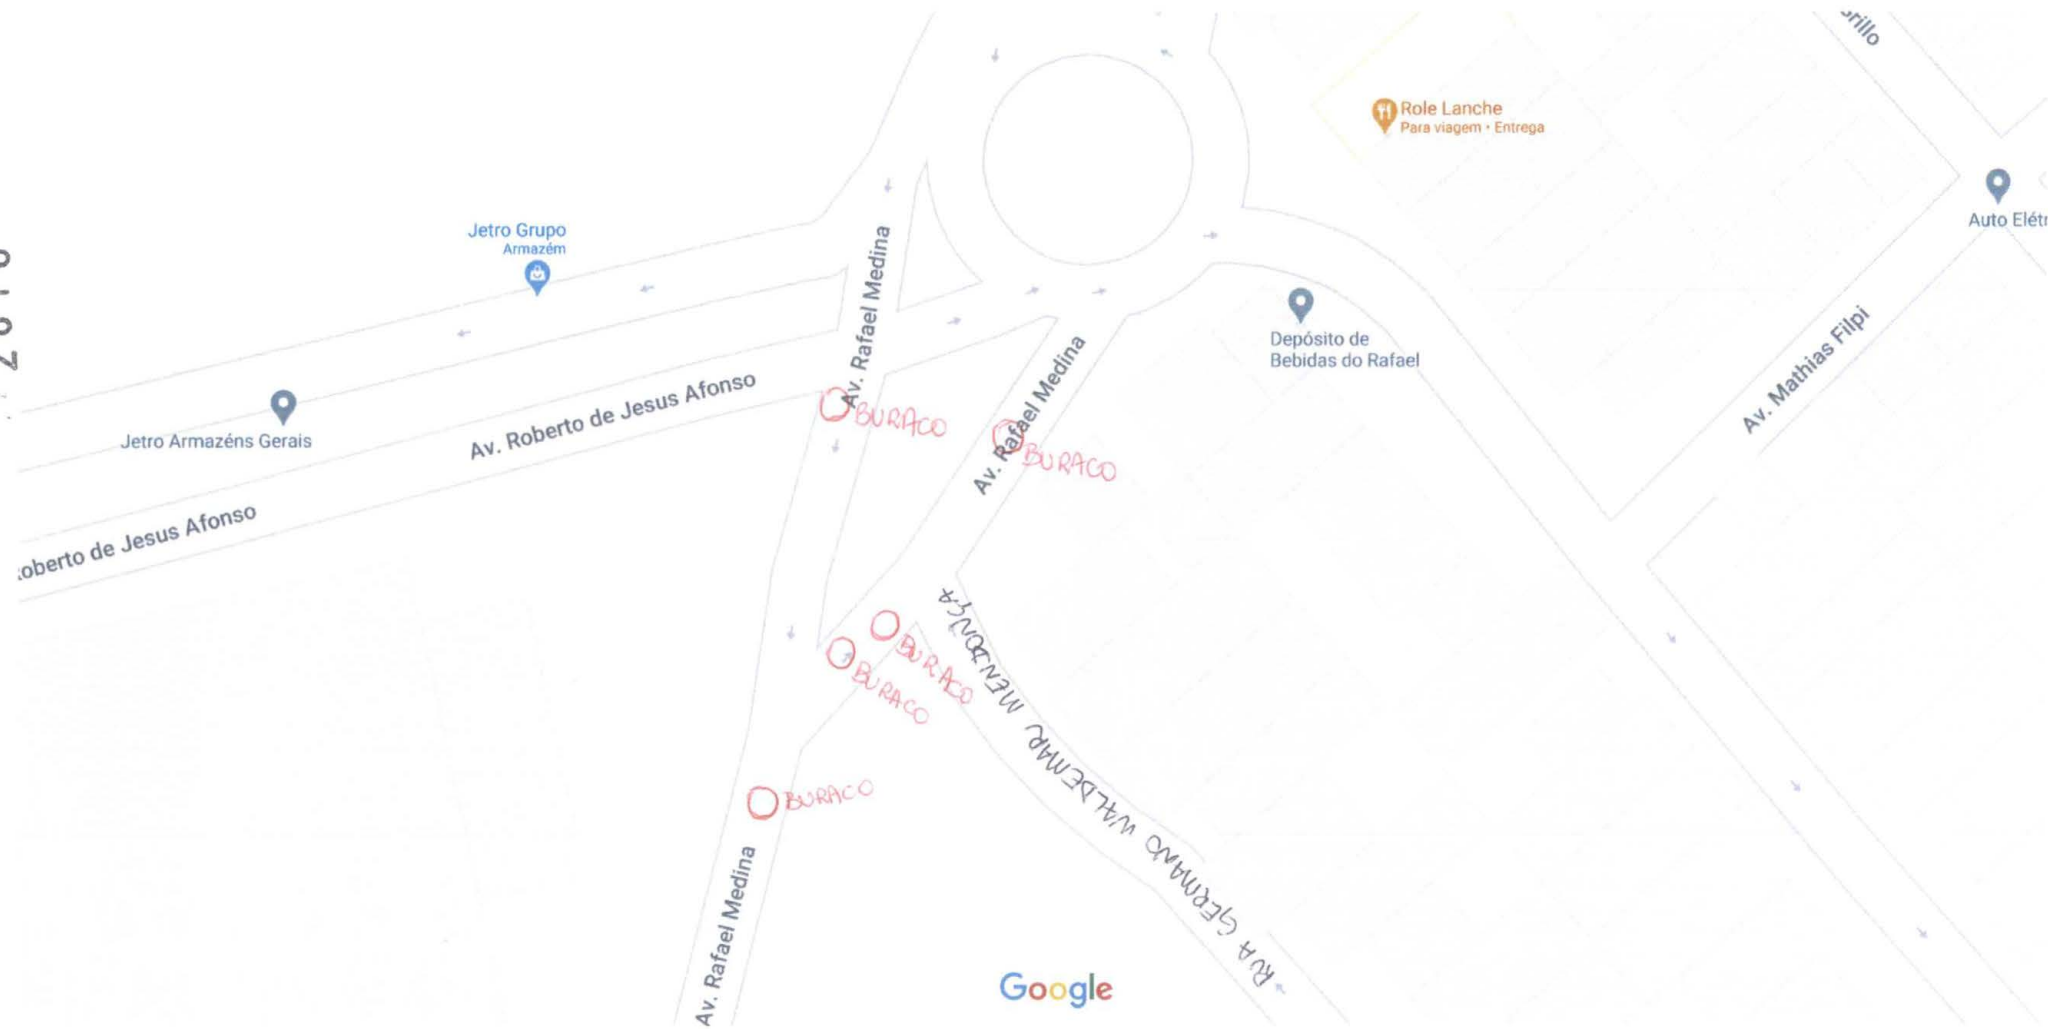 Role Lanche
Para viagem • Entrega
Jetro Grupo
Armazém
Av. Rafael Medina
Auto Elétr
Depósito de
Bebidas do Rafael
Av. Mathias Filpi
Jetro Armazéns Gerais
Av. Roberto de Jesus Afonso
BURACO
Av. Rafael Medina
BURACO
oberto de Jesus Afonso
BURACO
BURACO
RUA GERMANO WALDEMAR MENDONÇA
BURACO
Av. Rafael Medina
Google